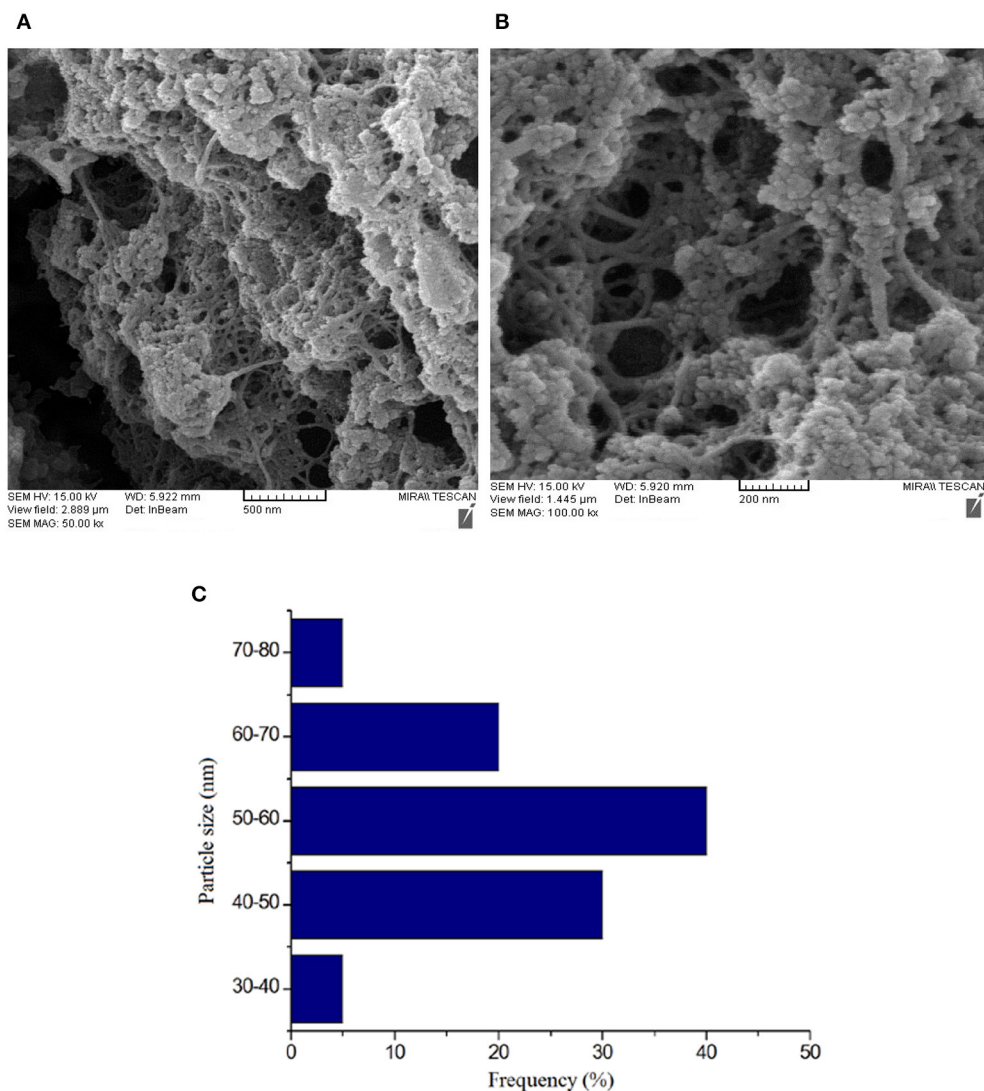 A
B
SEM HV: 15.00 kV WD: 5.922 mm MIRA\\ TESCAN
View field: 2.889 µm Det: InBeam 500 nm
SEM MAG: 50.00 kx
SEM HV: 15.00 kV WD: 5.920 mm MIRA\\ TESCAN
View field: 1.445 µm Det: InBeam 200 nm
SEM MAG: 100.00 kx
C
Particle size (nm)
70-80
60-70
50-60
40-50
30-40
0 10 20 30 40 50
Frequency (%)